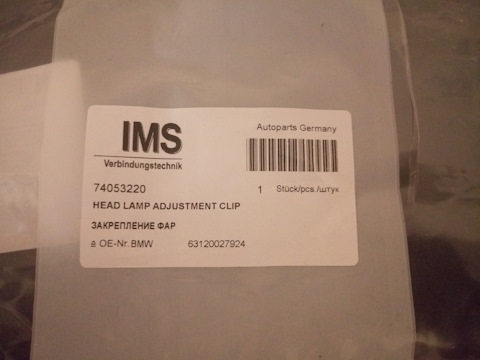 IMS
Verbindungstechnik
Autoparts Germany
74053220
1 Stück/pcs./штук
HEAD LAMP ADJUSTMENT CLIP
ЗАКРЕПЛЕНИЕ ФАР
a. OE-Nr. BMW 63120027924